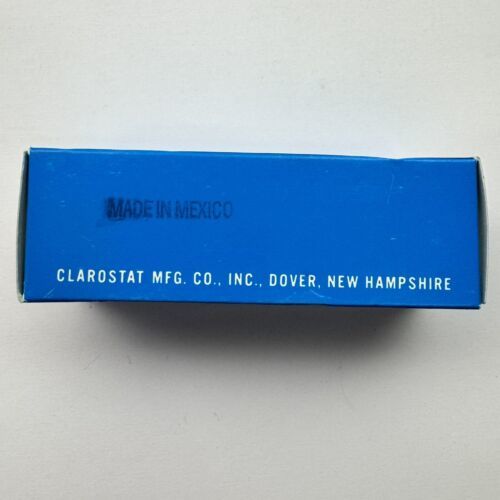 MADE IN MEXICO
CLAROSTAT MFG. CO., INC., DOVER, NEW HAMPSHIRE